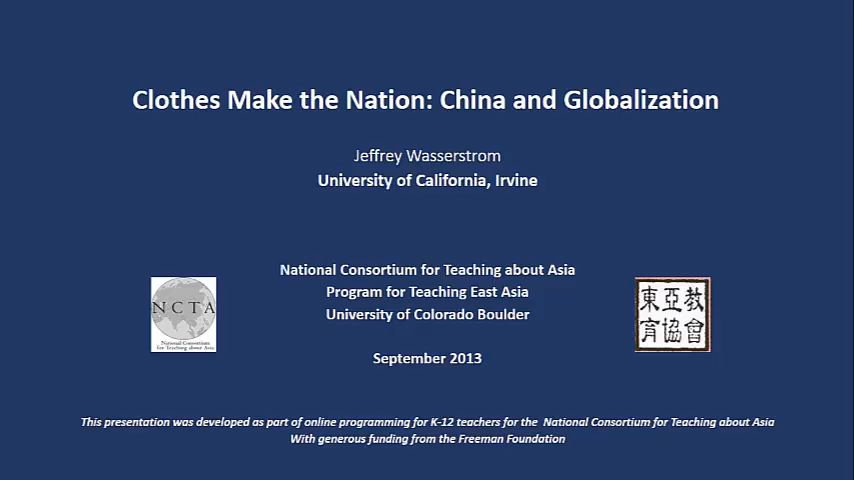 Clothes Make the Nation: China and Globalization
Jeffrey Wasserstrom
University of California, Irvine
National Consortium for Teaching about Asia
Program for Teaching East Asia
University of Colorado Boulder
September 2013
NCTA
National Consortium
for Teaching about Asia
東亞教
育協會
This presentation was developed as part of online programming for K-12 teachers for the National Consortium for Teaching about Asia
With generous funding from the Freeman Foundation